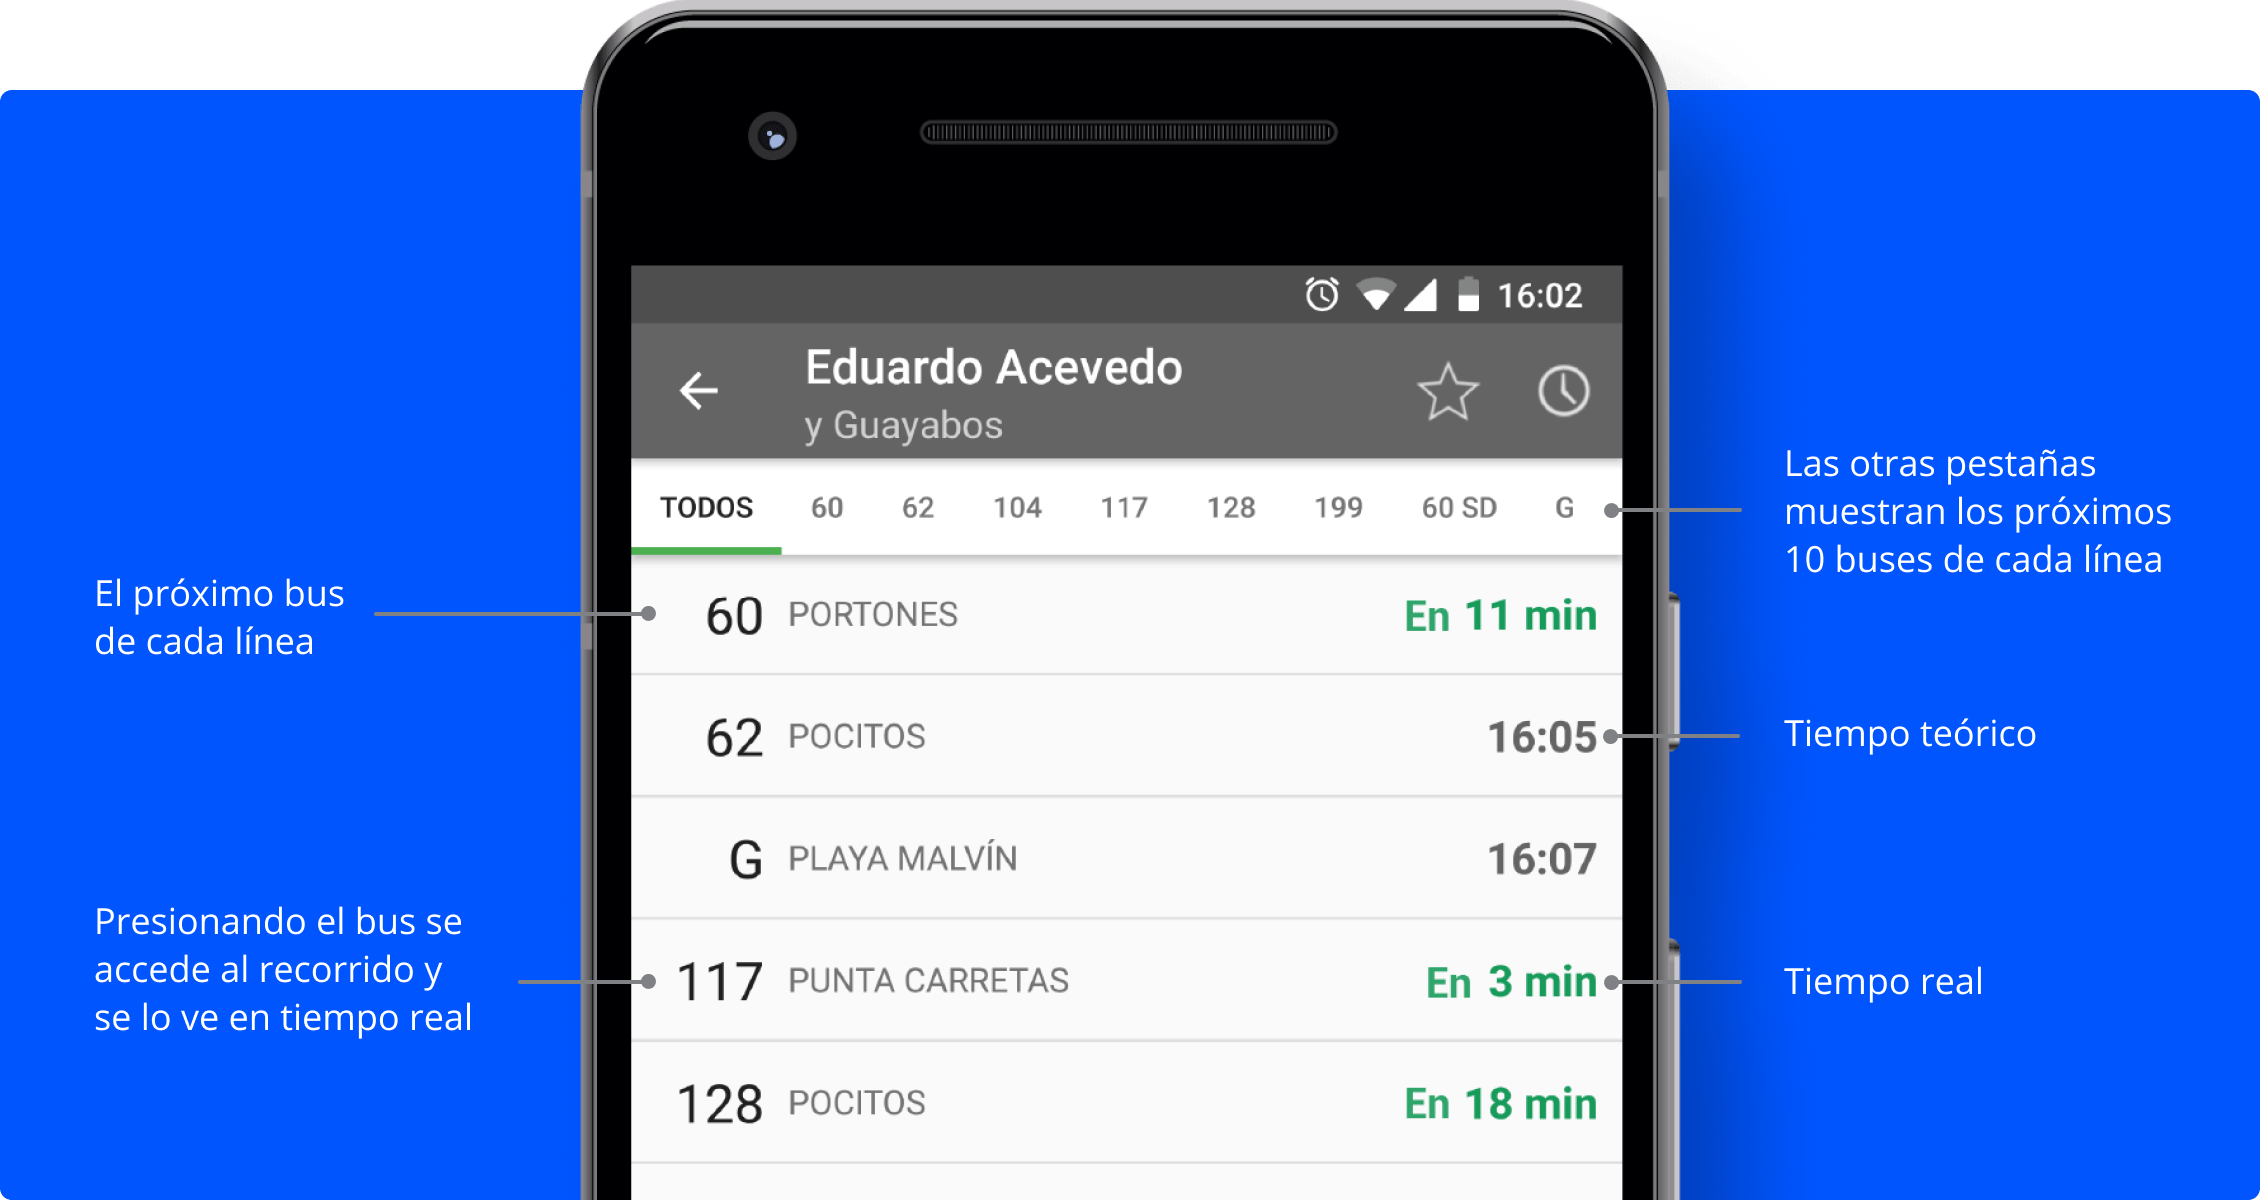 16:02
Eduardo Acevedo
y Guayabos
TODOS 60 62 104 117 128 199 60 SD G
60 PORTONES En 11 min
62 POCITOS 16:05
G PLAYA MALVÍN 16:07
117 PUNTA CARRETAS En 3 min
128 POCITOS En 18 min
El próximo bus
de cada línea
Presionando el bus se
accede al recorrido y
se lo ve en tiempo real
Las otras pestañas
muestran los próximos
10 buses de cada línea
Tiempo teórico
Tiempo real